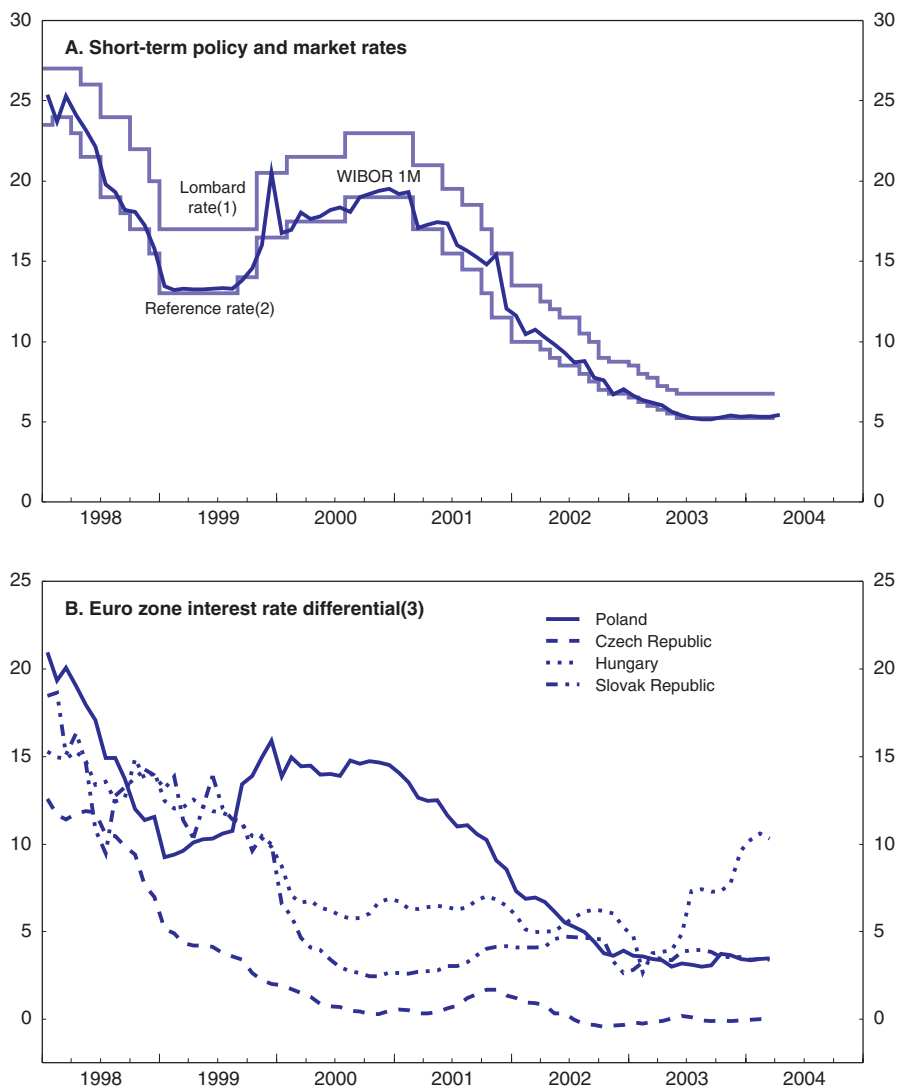 A. Short-term policy and market rates
30 30
25 25
20 20
15 15
10 10
5 5
0 0
Lombard
rate(1)
WIBOR 1M
Reference rate(2)
1998 1999 2000 2001 2002 2003 2004
B. Euro zone interest rate differential(3)
25 25
20 20
15 15
10 10
5 5
0 0
Poland
Czech Republic
Hungary
Slovak Republic
1998 1999 2000 2001 2002 2003 2004